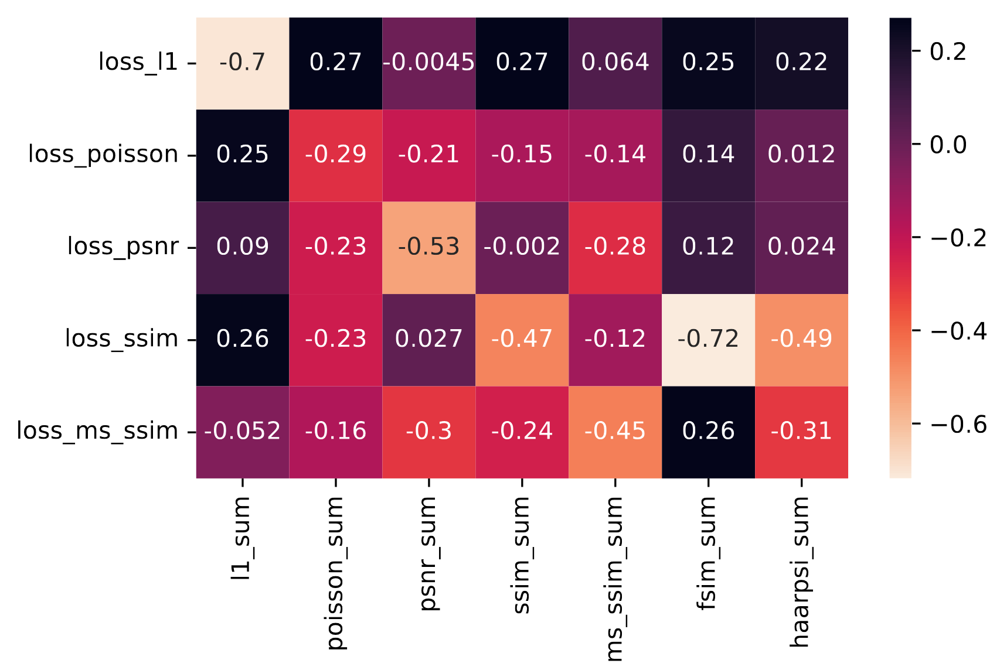 loss_l1 -0.7 0.27 -0.0045 0.27 0.064 0.25 0.22
loss_poisson 0.25 -0.29 -0.21 -0.15 -0.14 0.14 0.012
loss_psnr 0.09 -0.23 -0.53 -0.002 -0.28 0.12 0.024
loss_ssim 0.26 -0.23 0.027 -0.47 -0.12 -0.72 -0.49
loss_ms_ssim -0.052 -0.16 -0.3 -0.24 -0.45 0.26 -0.31
l1_sum
poisson_sum
psnr_sum
ssim_sum
ms_ssim_sum
fsim_sum
haarpsi_sum
0.2
0.0
−0.2
−0.4
−0.6